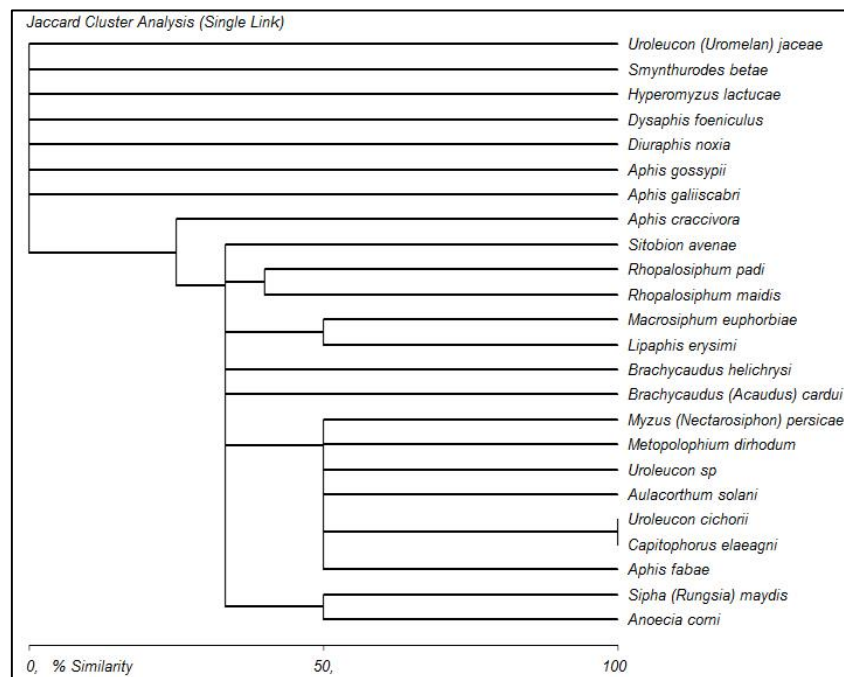 Jaccard Cluster Analysis (Single Link)
Uroleucon (Uromelan) jaceae
Smynthurodes betae
Hyperomyzus lactucae
Dysaphis foeniculus
Diuraphis noxia
Aphis gossypii
Aphis galiiscabri
Aphis craccivora
Sitobion avenae
Rhopalosiphum padi
Rhopalosiphum maidis
Macrosiphum euphorbiae
Lipaphis erysimi
Brachycaudus helichrysi
Brachycaudus (Acaudus) cardui
Myzus (Nectarosiphon) persicae
Metopolophium dirhodum
Uroleucon sp
Aulacorthum solani
Uroleucon cichorii
Capitophorus elaeagni
Aphis fabae
Sipha (Rungsia) maydis
Anoecia corni
0, % Similarity 50, 100